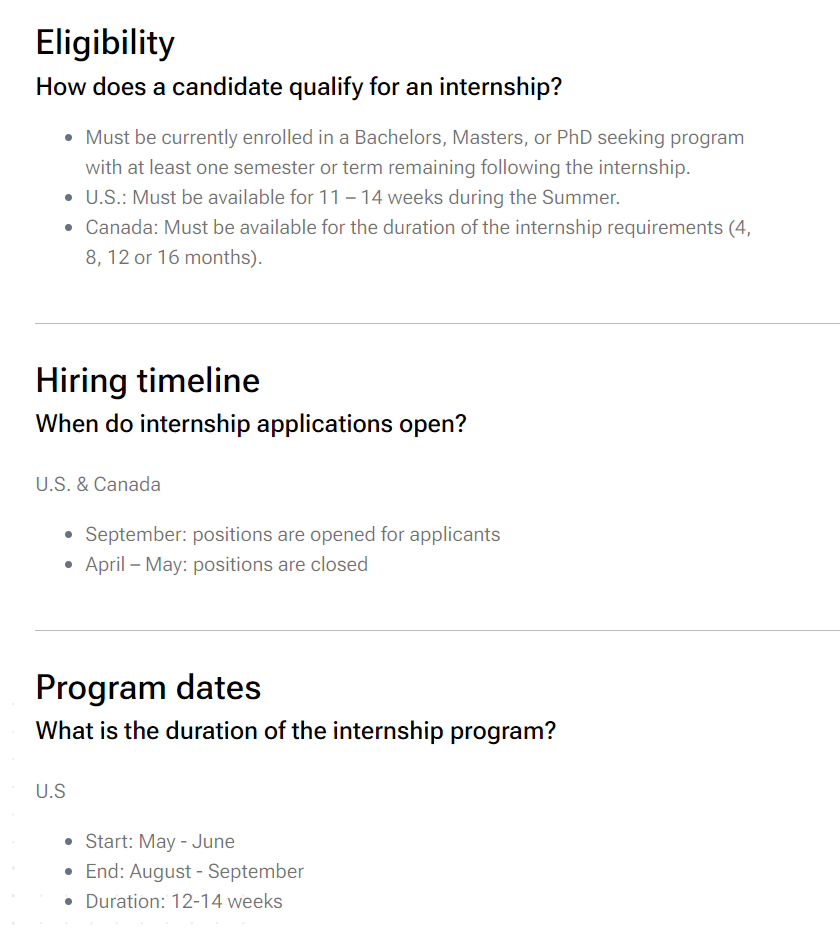 Eligibility
How does a candidate qualify for an internship?
• Must be currently enrolled in a Bachelors, Masters, or PhD seeking program
with at least one semester or term remaining following the internship.
• U.S.: Must be available for 11 – 14 weeks during the Summer.
• Canada: Must be available for the duration of the internship requirements (4,
8, 12 or 16 months).
Hiring timeline
When do internship applications open?
U.S. & Canada
• September: positions are opened for applicants
• April – May: positions are closed
Program dates
What is the duration of the internship program?
U.S
• Start: May - June
• End: August - September
• Duration: 12-14 weeks